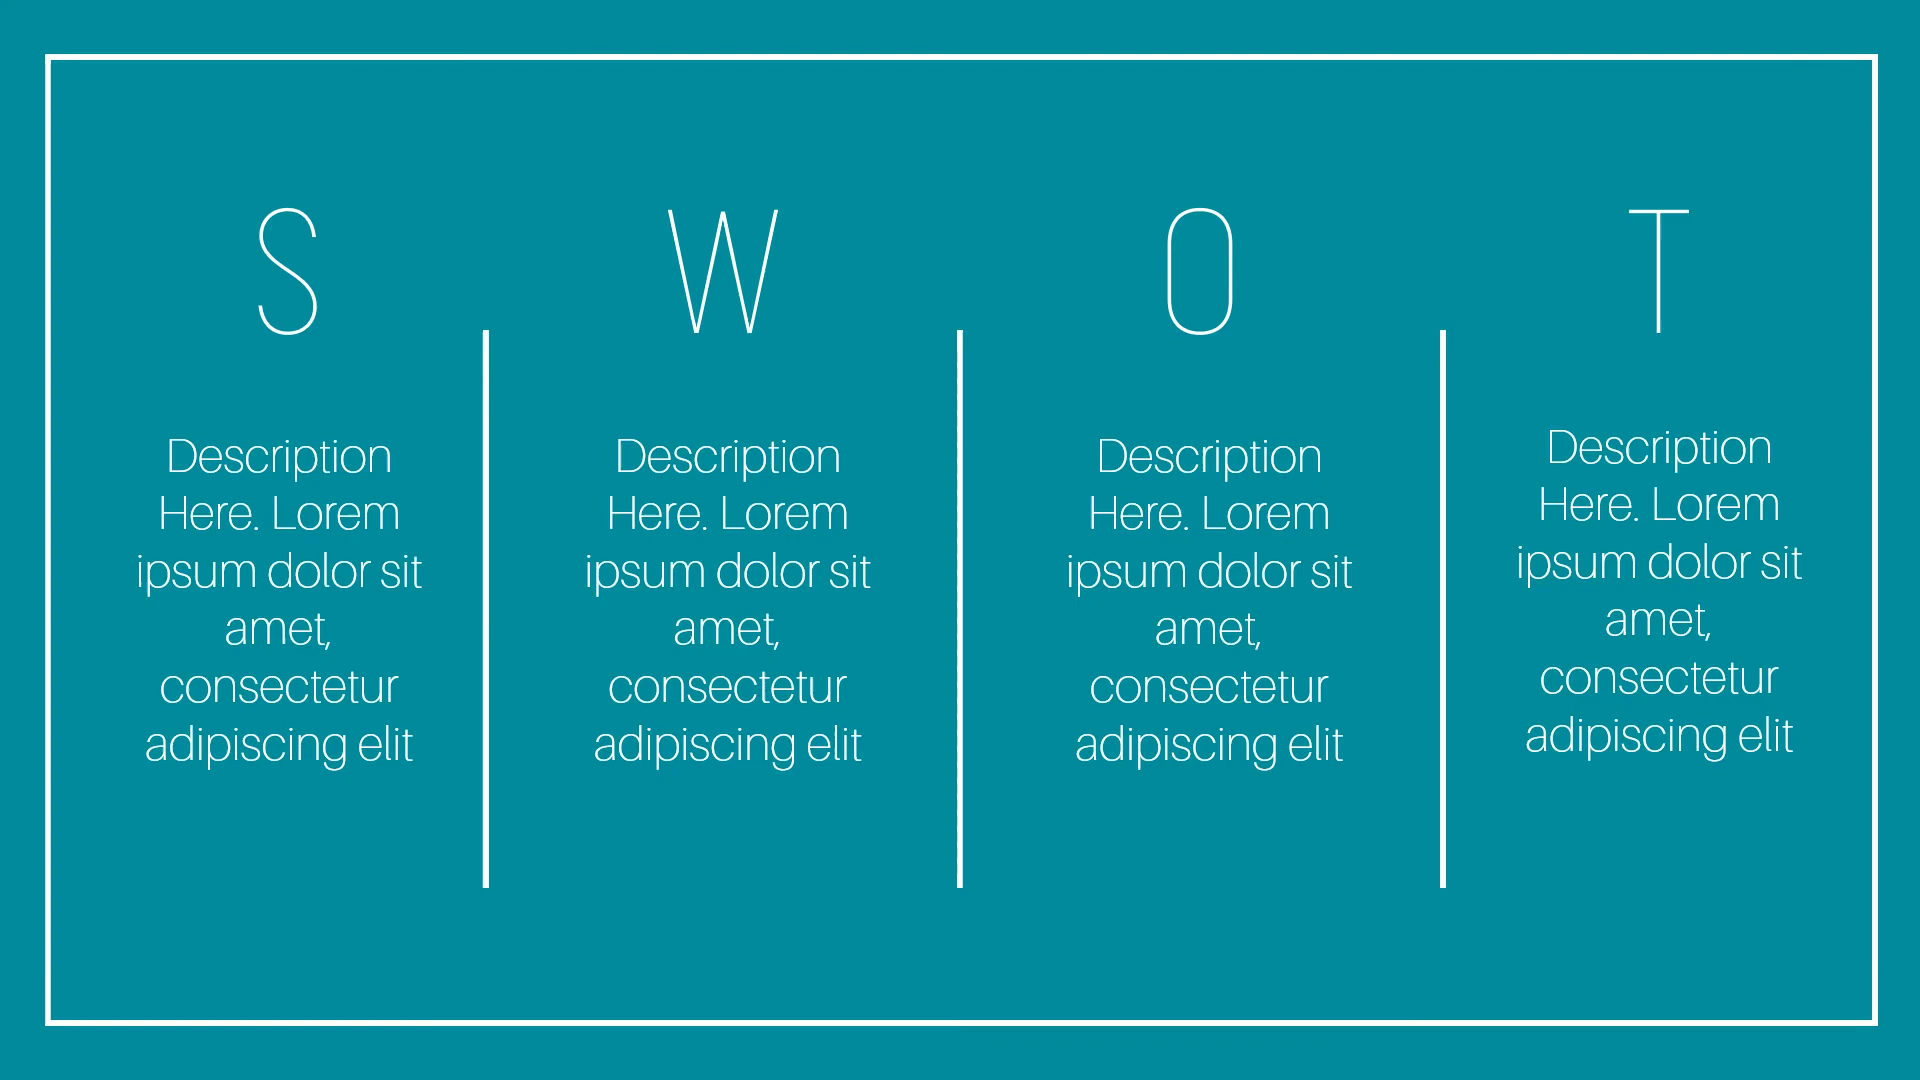 S
Description
Here. Lorem
ipsum dolor sit
amet,
consectetur
adipiscing elit
W
Description
Here. Lorem
ipsum dolor sit
amet,
consectetur
adipiscing elit
O
Description
Here. Lorem
ipsum dolor sit
amet,
consectetur
adipiscing elit
T
Description
Here. Lorem
ipsum dolor sit
amet,
consectetur
adipiscing elit